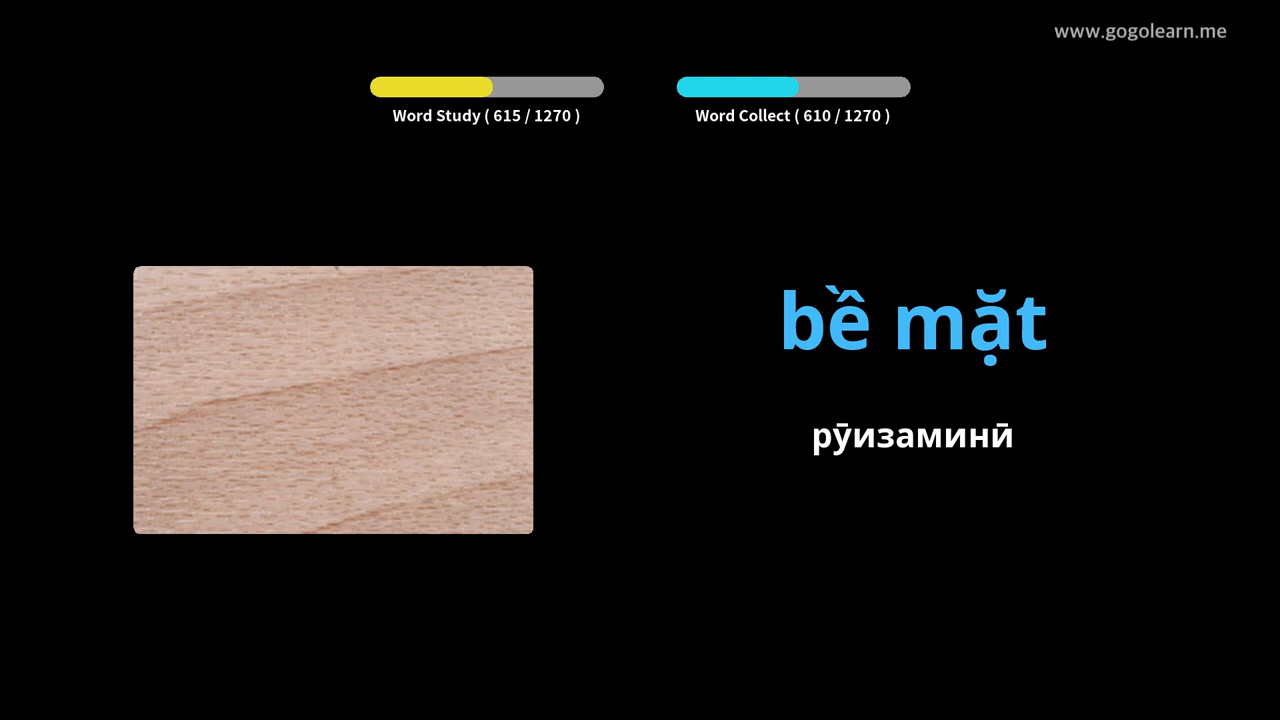 www.gogolearn.me
Word Study ( 615 / 1270 )
Word Collect ( 610 / 1270 )
bề mặt
рӯизаминӣ